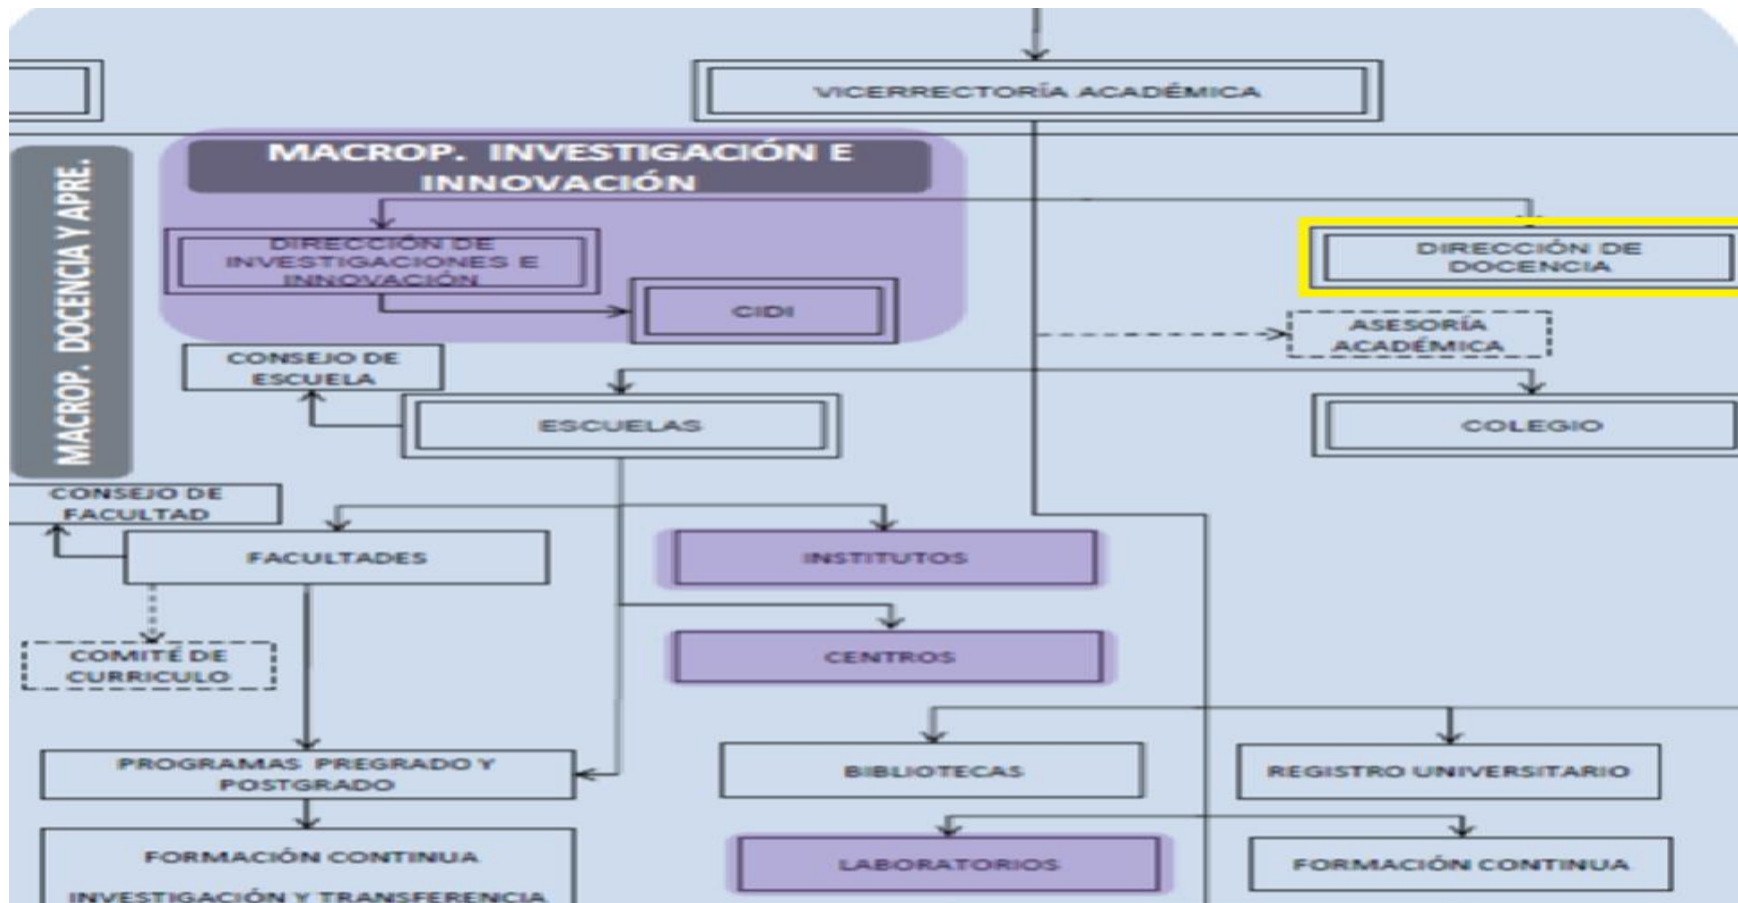 VICERRECTORÍA ACADÉMICA
MACROP. DOCENCIA Y APRE.
MACROP. INVESTIGACIÓN E
INNOVACIÓN
DIRECCIÓN DE
INVESTIGACIONES E
INNOVACIÓN
CIDI
DIRECCIÓN DE
DOCENCIA
ASESORÍA
ACADÉMICA
CONSEJO DE
ESCUELA
ESCUELAS
COLEGIO
CONSEJO DE
FACULTAD
FACULTADES
INSTITUTOS
COMITÉ DE
CURRICULO
CENTROS
PROGRAMAS PREGRADO Y
POSTGRADO
BIBLIOTECAS
REGISTRO UNIVERSITARIO
FORMACIÓN CONTINUA
INVESTIGACIÓN Y TRANSFERENCIA
LABORATORIOS
FORMACIÓN CONTINUA